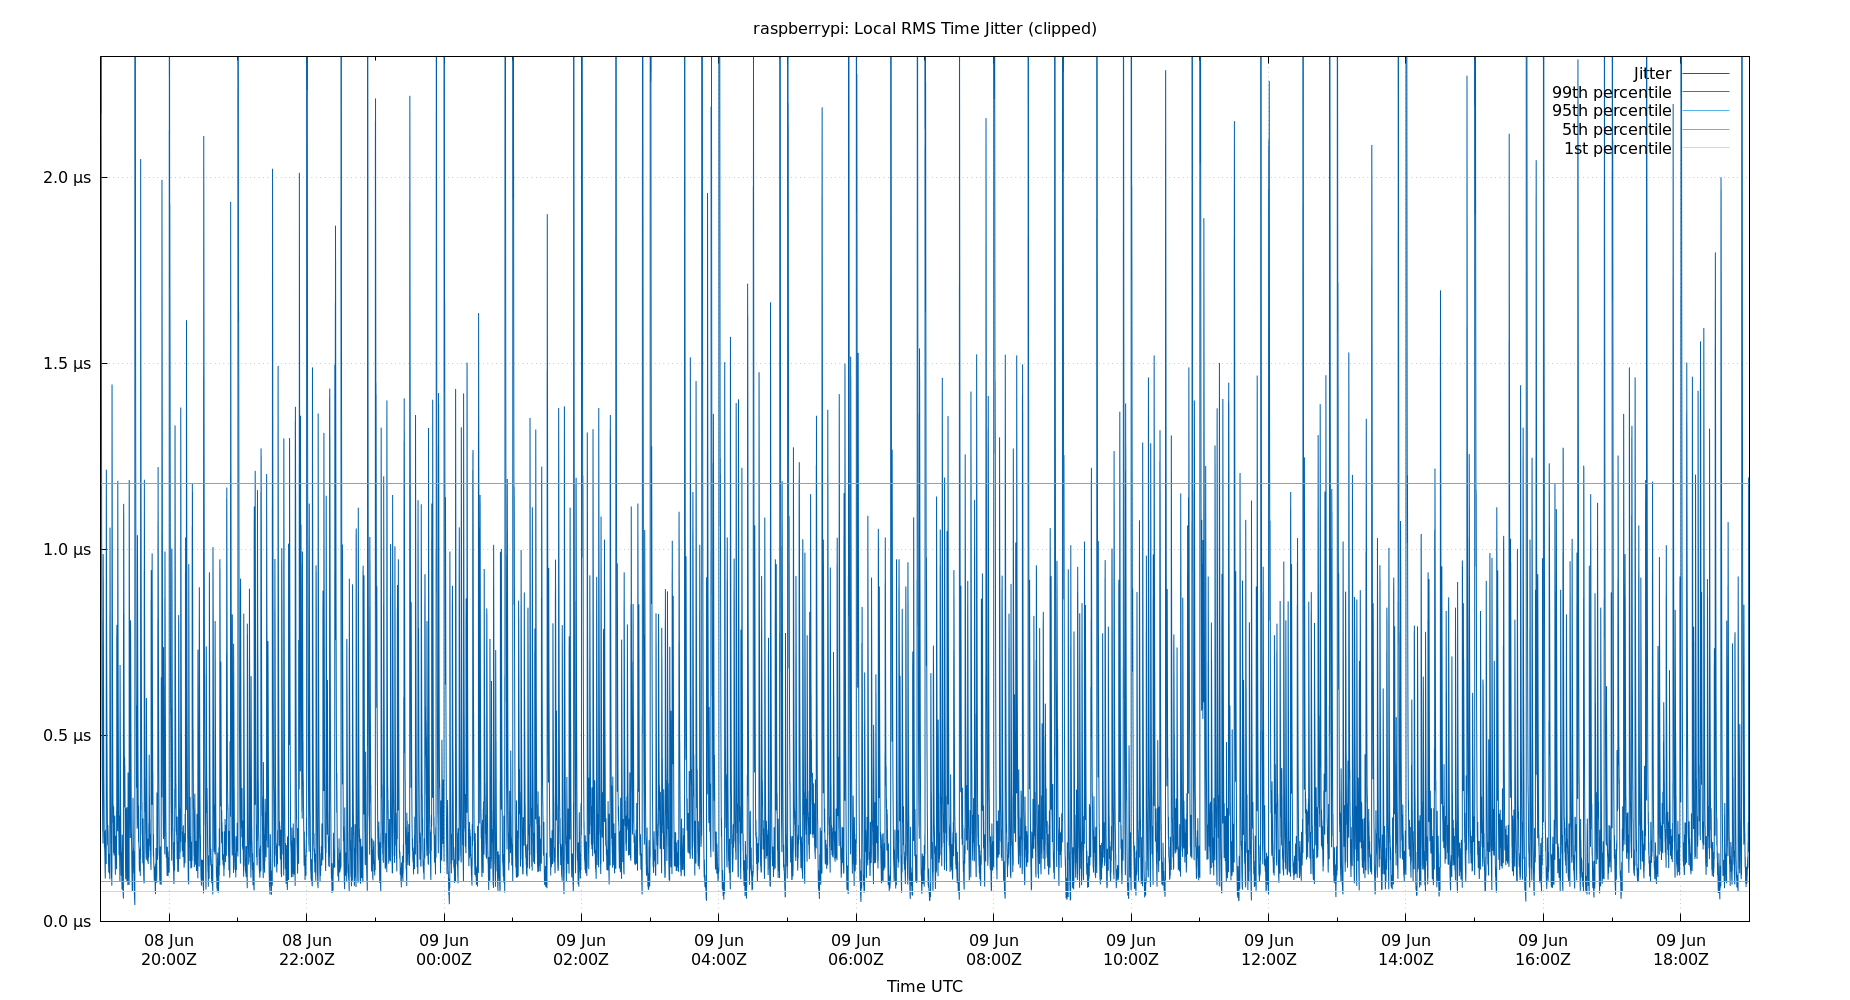 raspberrypi: Local RMS Time Jitter (clipped)
Jitter
99th percentile
95th percentile
5th percentile
1st percentile
2.0 µs
1.5 µs
1.0 µs
0.5 µs
0.0 µs
08 Jun 08 Jun 09 Jun 09 Jun 09 Jun 09 Jun 09 Jun 09 Jun 09 Jun 09 Jun 09 Jun 09 Jun
20:00Z 22:00Z 00:00Z 02:00Z 04:00Z 06:00Z 08:00Z 10:00Z 12:00Z 14:00Z 16:00Z 18:00Z
Time UTC